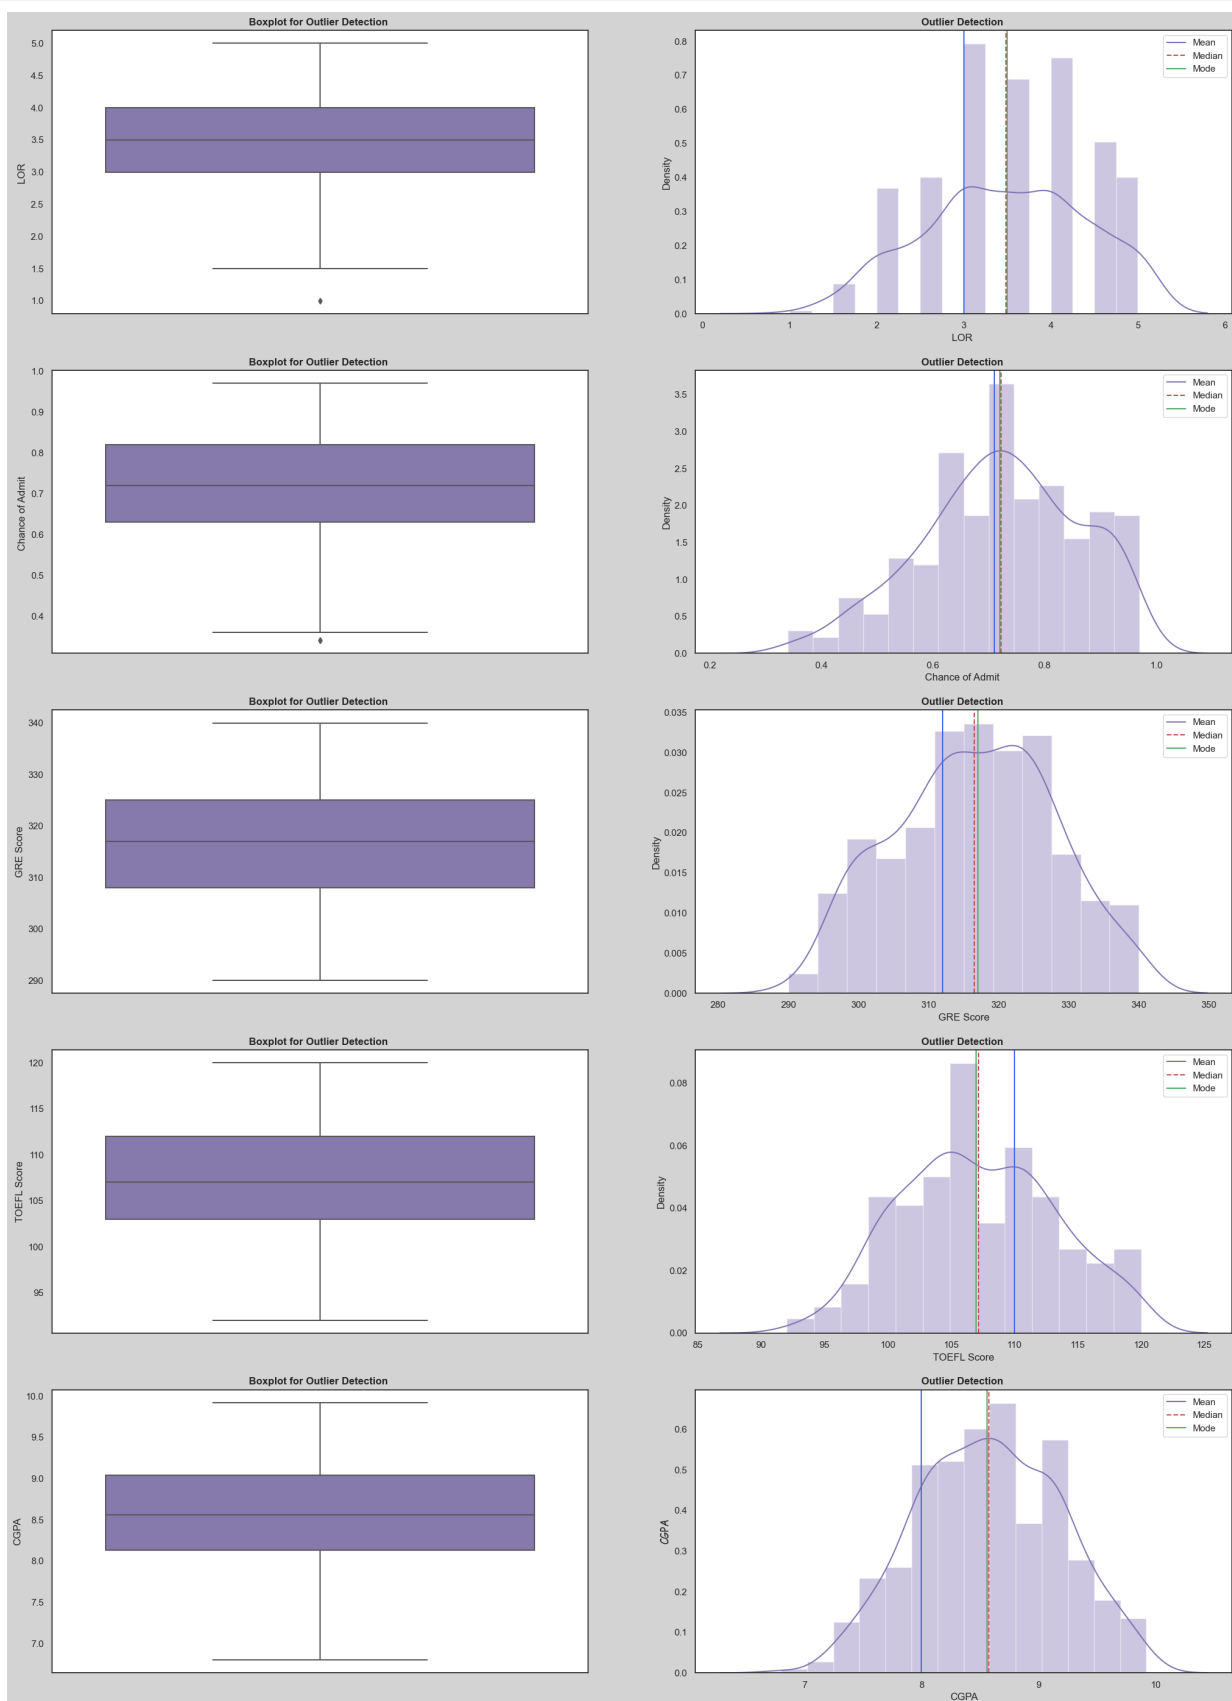 Boxplot for Outlier Detection
5.0
4.5
4.0
3.5
3.0
2.5
2.0
1.5
1.0
LOR
Outlier Detection
Mean
Median
Mode
0.8
0.7
0.6
0.5
0.4
0.3
0.2
0.1
0.0
Density
0 1 2 3 4 5 6
LOR
Boxplot for Outlier Detection
1.0
0.9
0.8
0.7
0.6
0.5
0.4
Chance of Admit
Outlier Detection
Mean
Median
Mode
3.5
3.0
2.5
2.0
1.5
1.0
0.5
0.0
Density
0.2 0.4 0.6 0.8 1.0
Chance of Admit
Boxplot for Outlier Detection
340
330
320
310
300
290
GRE Score
Outlier Detection
Mean
Median
Mode
0.035
0.030
0.025
0.020
0.015
0.010
0.005
0.000
Density
280 290 300 310 320 330 340 350
GRE Score
Boxplot for Outlier Detection
120
115
110
105
100
95
TOEFL Score
Outlier Detection
Mean
Median
Mode
0.08
0.06
0.04
0.02
0.00
Density
85 90 95 100 105 110 115 120 125
TOEFL Score
Boxplot for Outlier Detection
10.0
9.5
9.0
8.5
8.0
7.5
7.0
CGPA
Outlier Detection
Mean
Median
Mode
0.6
0.5
0.4
0.3
0.2
0.1
0.0
CGPA
7 8 9 10
CGPA